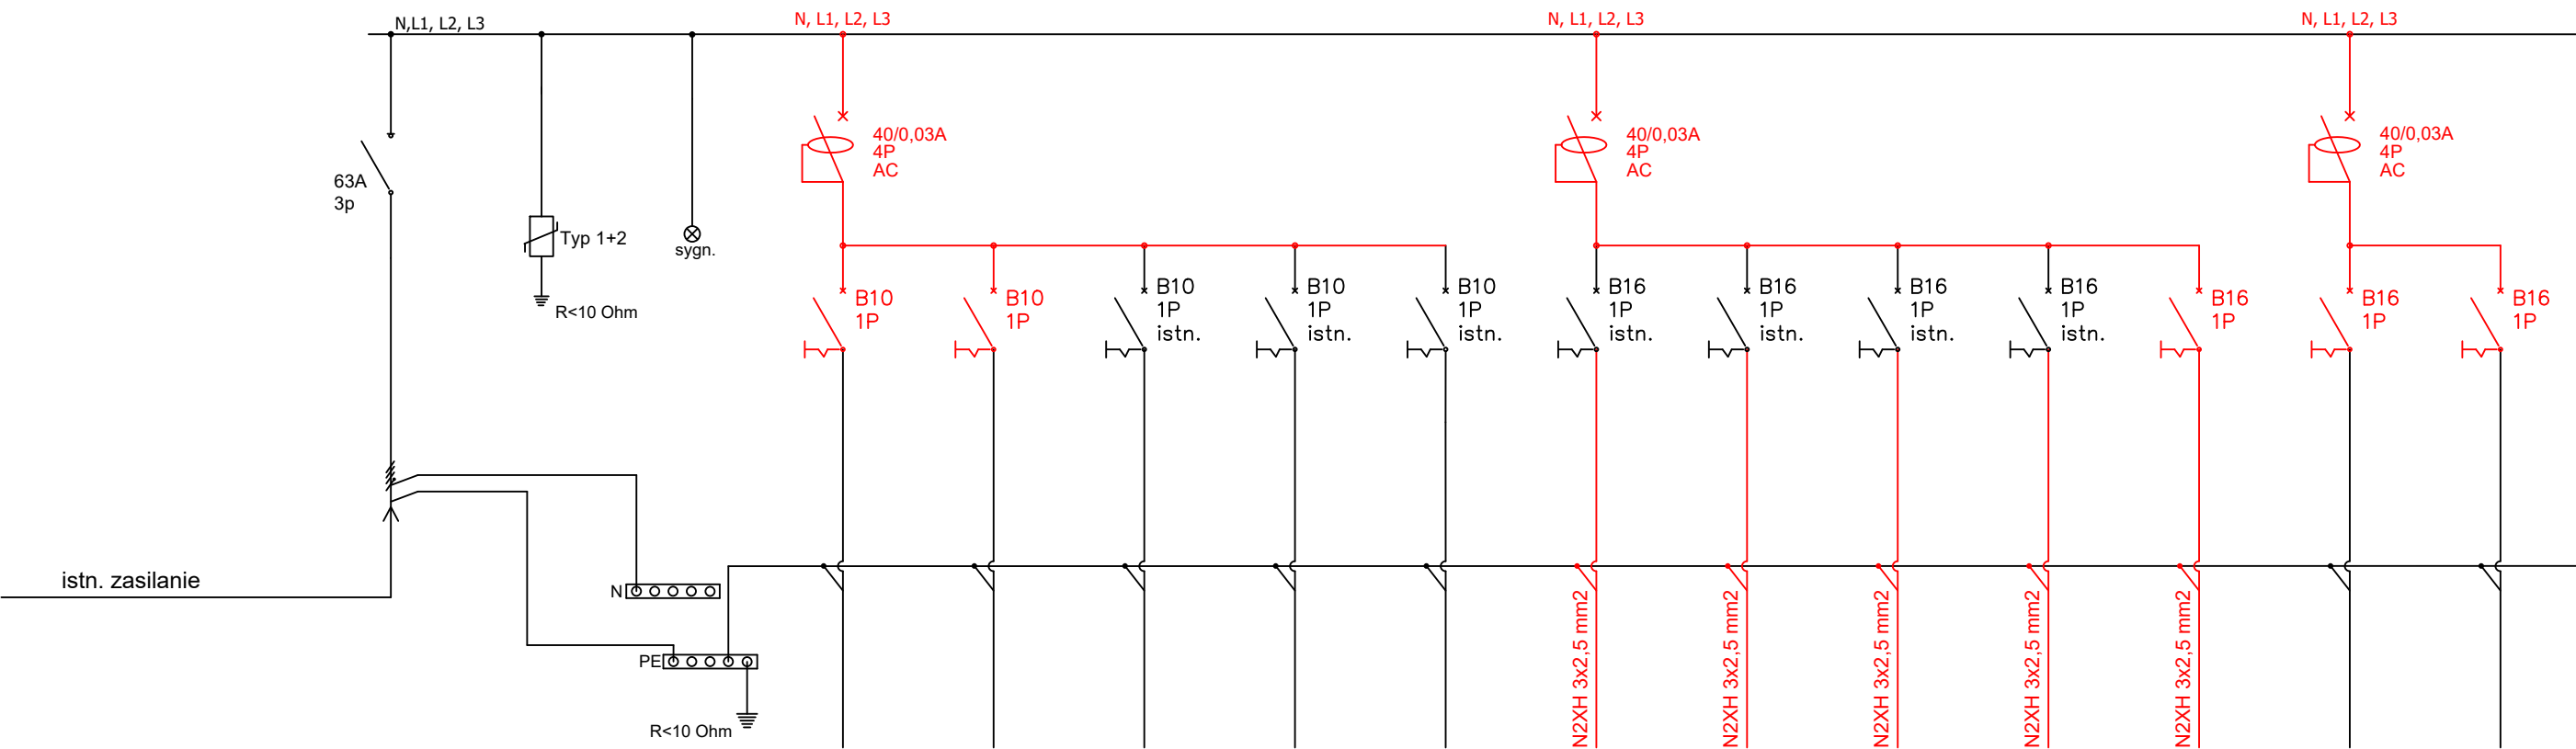 N,L1, L2, L3
N, L1, L2, L3
N, L1, L2, L3
N, L1, L2, L3
63A
3p
Typ 1+2
R<10 Ohm
sygn.
40/0,03A
4P
AC
40/0,03A
4P
AC
40/0,03A
4P
AC
B10
1P
B10
1P
B10
1P
istn.
B10
1P
istn.
B10
1P
istn.
B16
1P
istn.
B16
1P
istn.
B16
1P
istn.
B16
1P
istn.
B16
1P
B16
1P
B16
1P
istn. zasilanie
N
PE
R<10 Ohm
N2XH 3x2,5 mm2
N2XH 3x2,5 mm2
N2XH 3x2,5 mm2
N2XH 3x2,5 mm2
N2XH 3x2,5 mm2